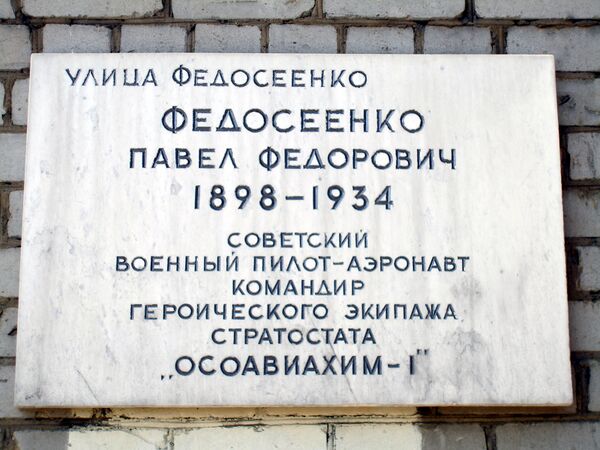 УЛИЦА ФЕДОСЕЕНКО
ФЕДОСЕЕНКО
ПАВЕЛ ФЕДОРОВИЧ
1898-1934
СОВЕТСКИЙ
ВОЕННЫЙ ПИЛОТ-АЭРОНАВТ
КОМАНДИР
ГЕРОИЧЕСКОГО ЭКИПАЖА
СТРАТОСТАТА
„ОСОАВИАХИМ-I"